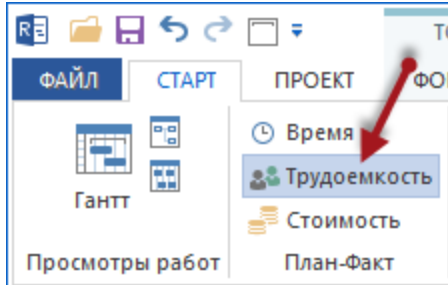 ФАЙЛ СТАРТ ПРОЕКТ
Время
Трудоемкость
Гантт
Стоимость
Просмотры работ План-Факт